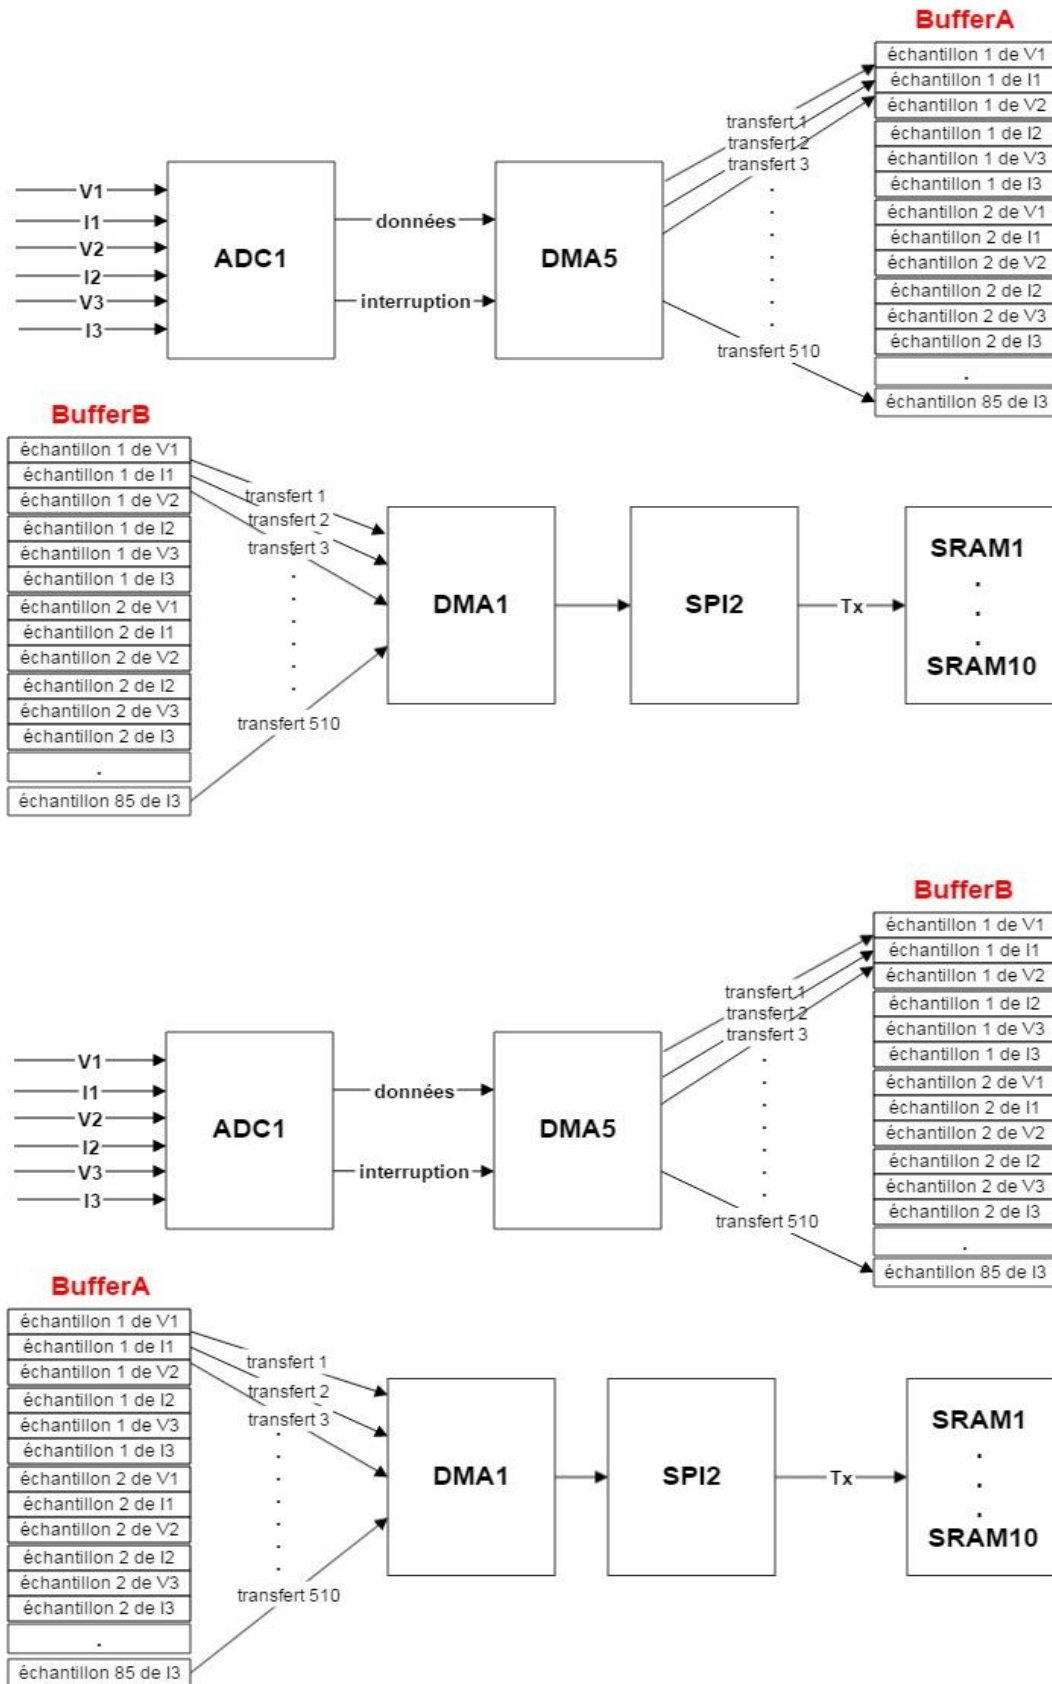 BufferA
échantillon 1 de V1
échantillon 1 de I1
échantillon 1 de V2
échantillon 1 de I2
échantillon 1 de V3
échantillon 1 de I3
échantillon 2 de V1
échantillon 2 de I1
échantillon 2 de V2
échantillon 2 de I2
échantillon 2 de V3
échantillon 2 de I3
.
échantillon 85 de I3
transfert 1
transfert 2
transfert 3
transfert 510
V1
I1
V2
I2
V3
I3
ADC1
données
interruption
DMA5
BufferB
échantillon 1 de V1
échantillon 1 de I1
échantillon 1 de V2
échantillon 1 de I2
échantillon 1 de V3
échantillon 1 de I3
échantillon 2 de V1
échantillon 2 de I1
échantillon 2 de V2
échantillon 2 de I2
échantillon 2 de V3
échantillon 2 de I3
.
échantillon 85 de I3
transfert 1
transfert 2
transfert 3
transfert 510
DMA1
SPI2
Tx
SRAM1
.
.
.
SRAM10
BufferB
échantillon 1 de V1
échantillon 1 de I1
échantillon 1 de V2
échantillon 1 de I2
échantillon 1 de V3
échantillon 1 de I3
échantillon 2 de V1
échantillon 2 de I1
échantillon 2 de V2
échantillon 2 de I2
échantillon 2 de V3
échantillon 2 de I3
.
échantillon 85 de I3
transfert 1
transfert 2
transfert 3
transfert 510
V1
I1
V2
I2
V3
I3
ADC1
données
interruption
DMA5
BufferA
échantillon 1 de V1
échantillon 1 de I1
échantillon 1 de V2
échantillon 1 de I2
échantillon 1 de V3
échantillon 1 de I3
échantillon 2 de V1
échantillon 2 de I1
échantillon 2 de V2
échantillon 2 de I2
échantillon 2 de V3
échantillon 2 de I3
.
échantillon 85 de I3
transfert 1
transfert 2
transfert 3
transfert 510
DMA1
SPI2
Tx
SRAM1
.
.
.
SRAM10